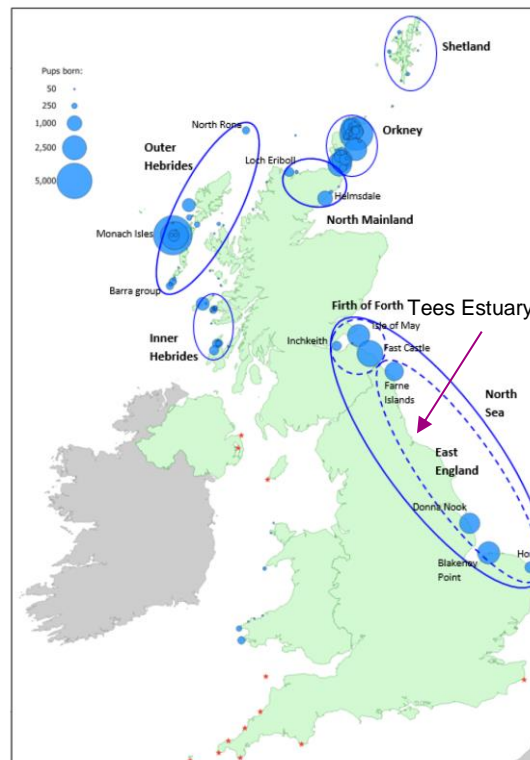 Pups born:
50
250
1,000
2,500
5,000
Shetland
North Rona
Orkney
Outer
Hebrides
Loch Eriboll
Helmsdale
North Mainland
Monach Isles
Barra group
Firth of Forth
Tees Estuary
Isle of May
Inner
Hebrides
Inchkeith
Fast Castle
Farne
Islands
North
Sea
East
England
Donna Nook
Blakeney
Point
Ho